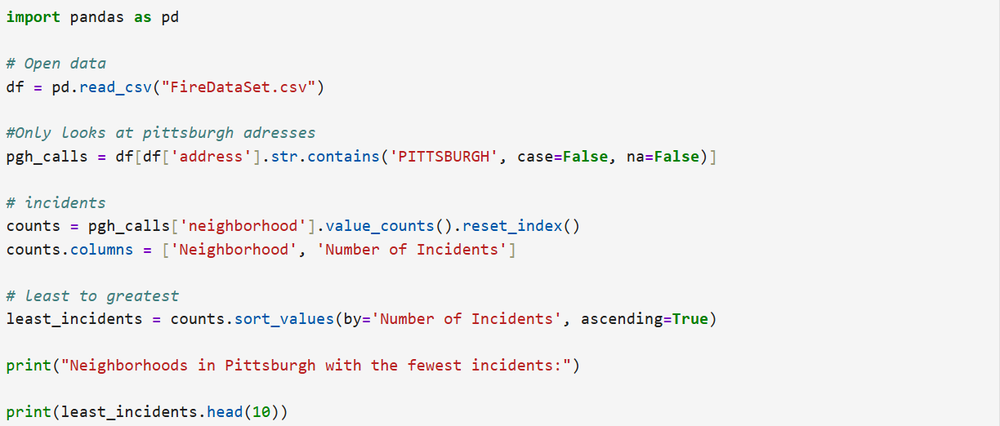 import pandas as pd
# Open data
df = pd.read_csv("FireDataSet.csv")
#Only looks at pittsburgh adresses
pgh_calls = df[df['address'].str.contains('PITTSBURGH', case=False, na=False)]
# incidents
counts = pgh_calls['neighborhood'].value_counts().reset_index()
counts.columns = ['Neighborhood', 'Number of Incidents']
# least to greatest
least_incidents = counts.sort_values(by='Number of Incidents', ascending=True)
print("Neighborhoods in Pittsburgh with the fewest incidents:")
print(least_incidents.head(10))